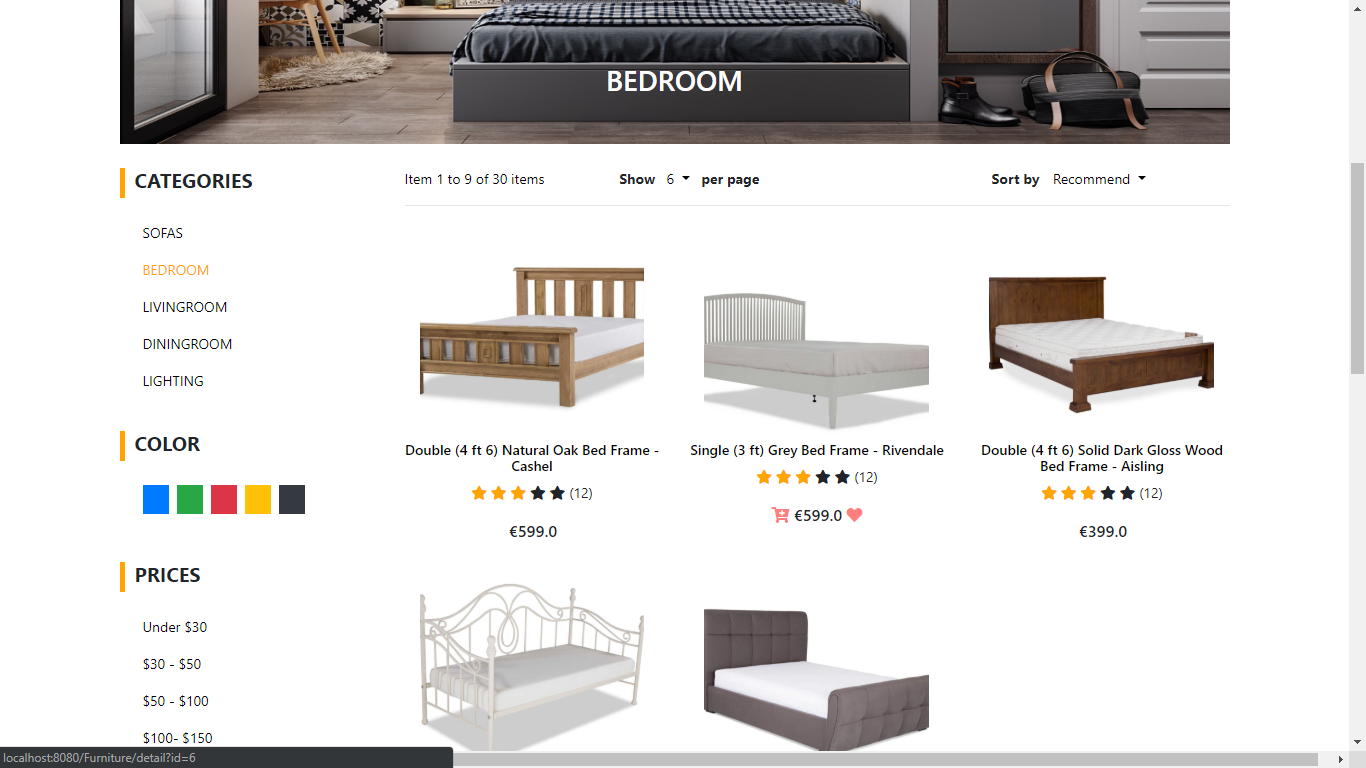 BEDROOM
CATEGORIES
SOFAS
BEDROOM
LIVINGROOM
DININGROOM
LIGHTING
COLOR
PRICES
Under $30
$30 - $50
$50 - $100
$100- $150
Item 1 to 9 of 30 items
Show 6 per page
Sort by Recommend
Double (4 ft 6) Natural Oak Bed Frame -
Cashel
(12)
€599.0
Single (3 ft) Grey Bed Frame - Rivendale
(12)
€599.0
Double (4 ft 6) Solid Dark Gloss Wood
Bed Frame - Aisling
(12)
€399.0
localhost:8080/Furniture/detail?id=6